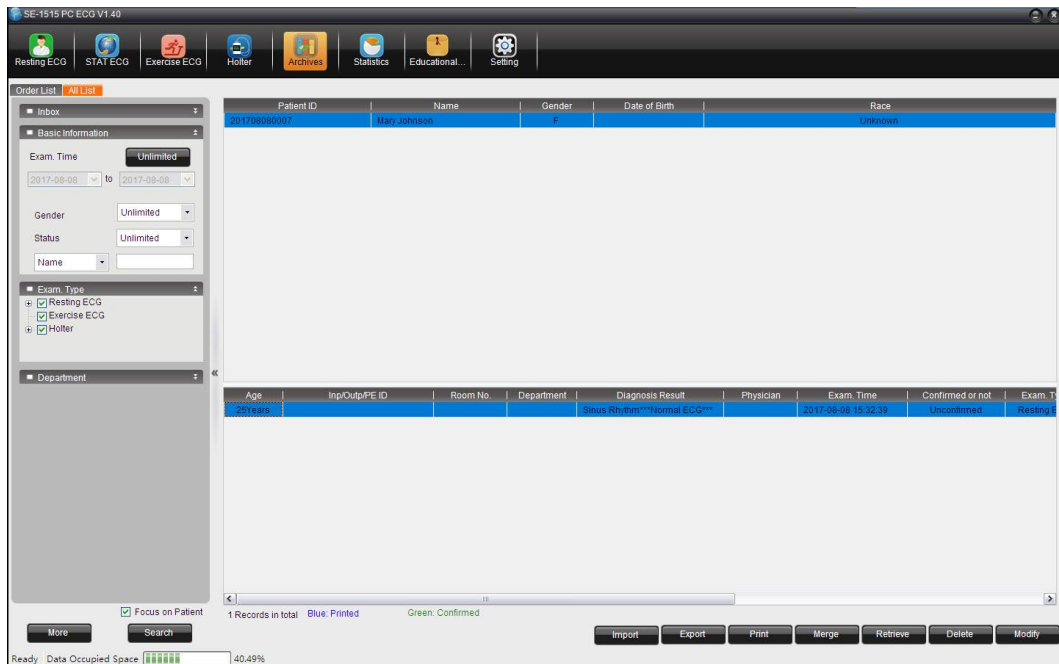 SE-1515 PC ECG V1.40
Resting ECG STAT ECG Exercise ECG Holter Archives Statistics Educational... Setting
Order List All List
Inbox
Basic Information
Exam. Time Unlimited
2017-08-08 to 2017-08-08
Gender Unlimited
Status Unlimited
Name
Exam. Type
Resting ECG
Exercise ECG
Holter
Department
Focus on Patient
More Search
Patient ID Name Gender Date of Birth Race
201708080007 Mary Johnson F Unknown
Age Inp/Outp/PE ID Room No. Department Diagnosis Result Physician Exam. Time Confirmed or not Exam. Ty
25Years Sinus Rhythm***Normal ECG*** 2017-08-08 15:32:39 Unconfirmed Resting E
1 Records in total Blue: Printed Green: Confirmed
Import Export Print Merge Retrieve Delete Modify
Ready Data Occupied Space 40.49%